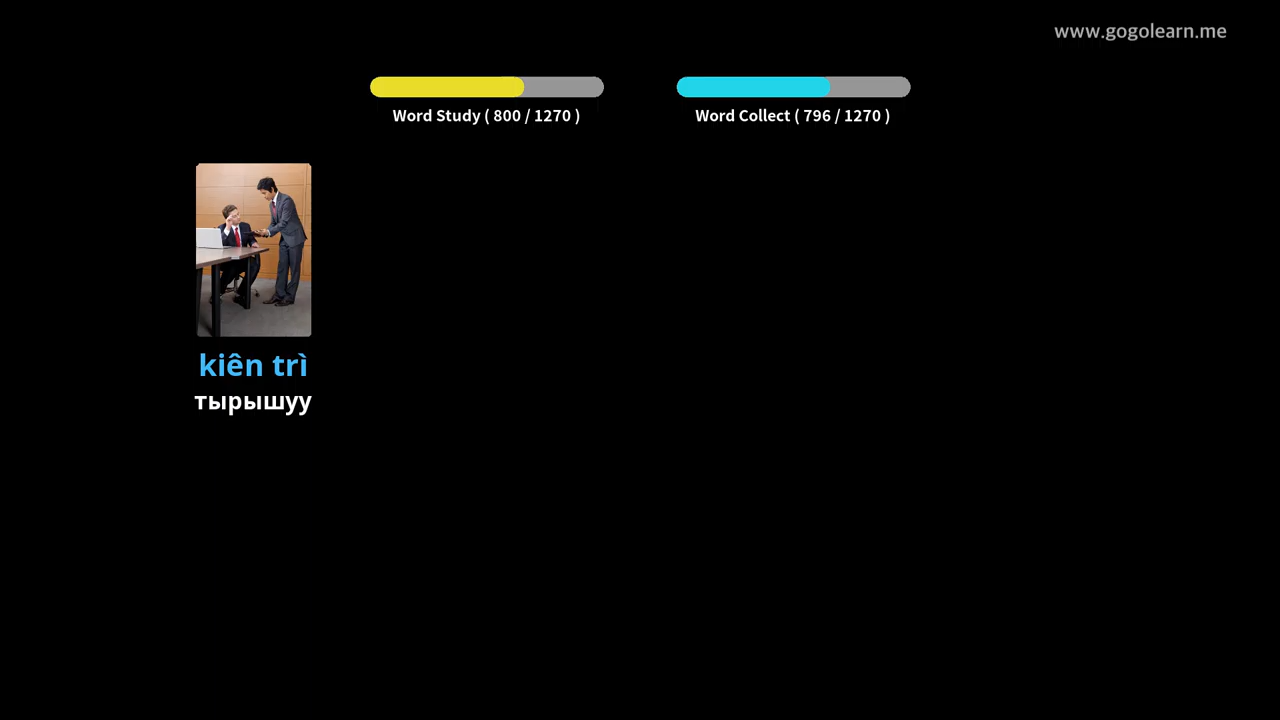 www.gogolearn.me
Word Study ( 800 / 1270 )
Word Collect ( 796 / 1270 )
kiên trì
тырышуу